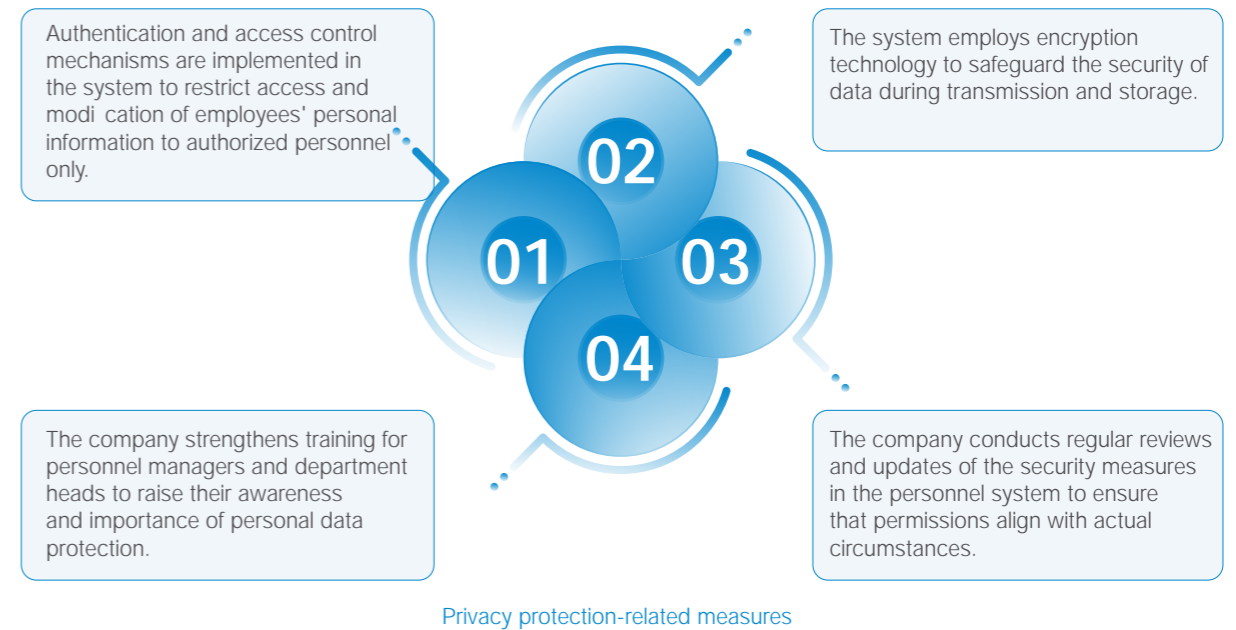 Authentication and access control
mechanisms are implemented in
the system to restrict access and
modi cation of employees' personal
information to authorized personnel
only.
01
02
The system employs encryption
technology to safeguard the security of
data during transmission and storage.
03
The company conducts regular reviews
and updates of the security measures
in the personnel system to ensure
that permissions align with actual
circumstances.
04
The company strengthens training for
personnel managers and department
heads to raise their awareness
and importance of personal data
protection.
Privacy protection-related measures